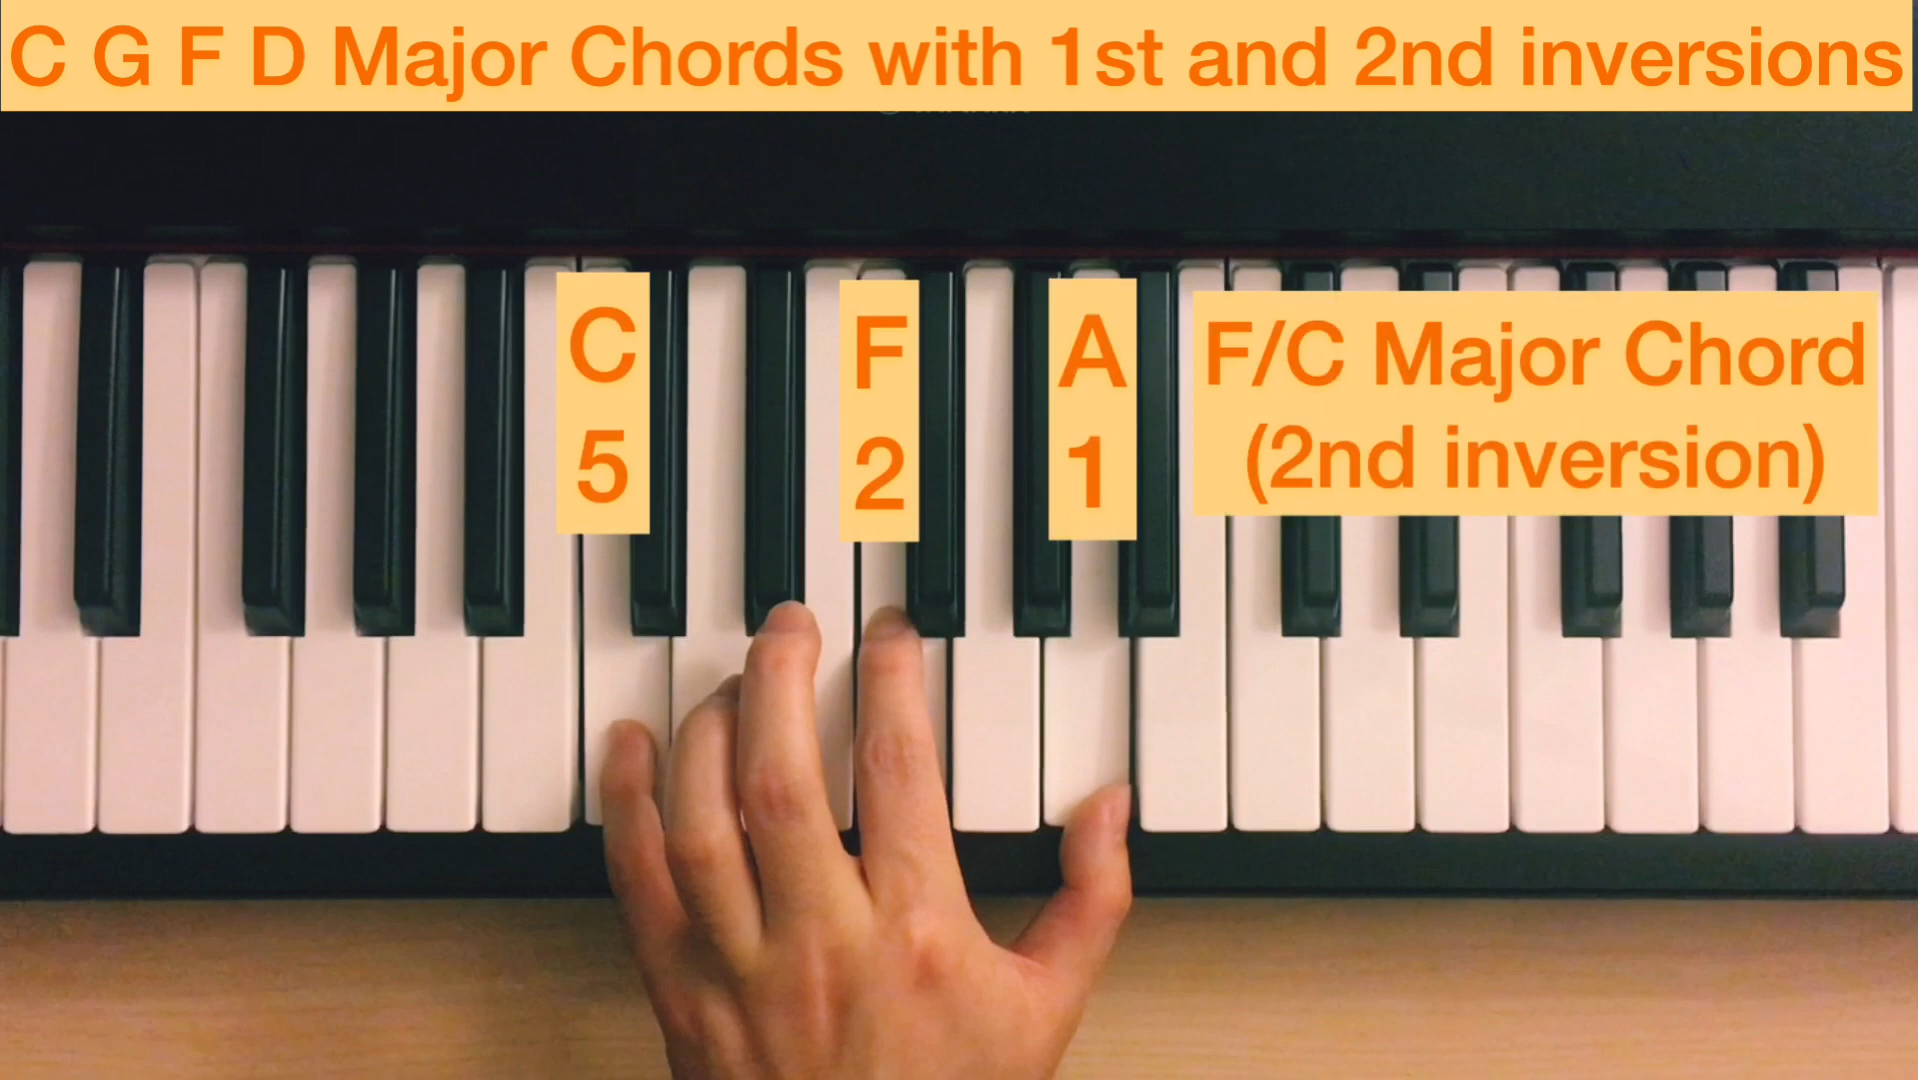 C G F D Major Chords with 1st and 2nd inversions
C
5
F
2
A
1
F/C Major Chord
(2nd inversion)